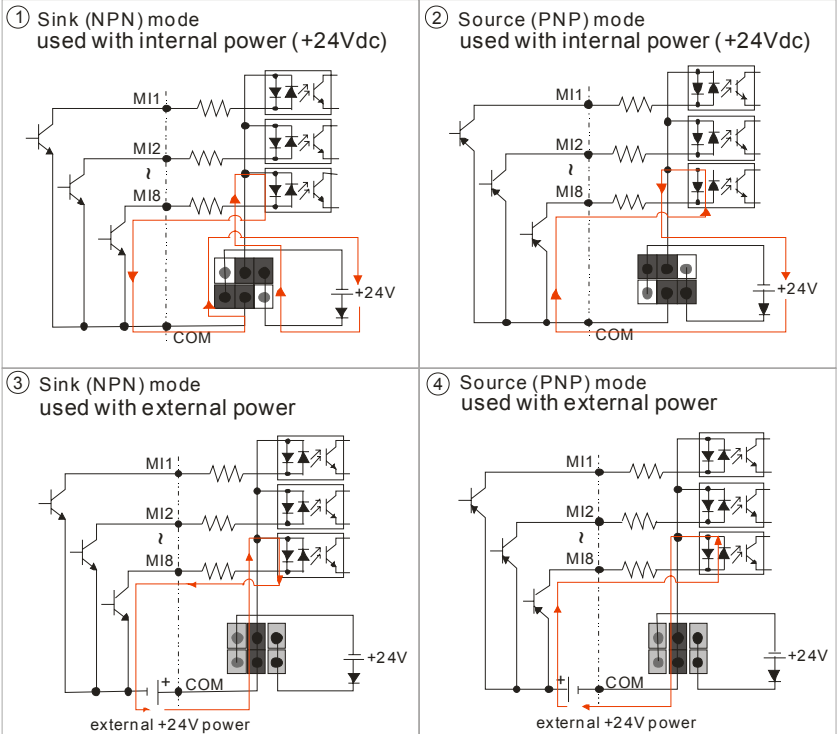 ① Sink (NPN) mode
used with internal power (+24Vdc)
MI1
MI2
~
MI8
+24V
COM
② Source (PNP) mode
used with internal power (+24Vdc)
MI1
MI2
~
MI8
+24V
COM
③ Sink (NPN) mode
used with external power
MI1
MI2
~
MI8
+24V
+
COM
external +24V power
④ Source (PNP) mode
used with external power
MI1
MI2
~
MI8
+24V
+
COM
external +24V power